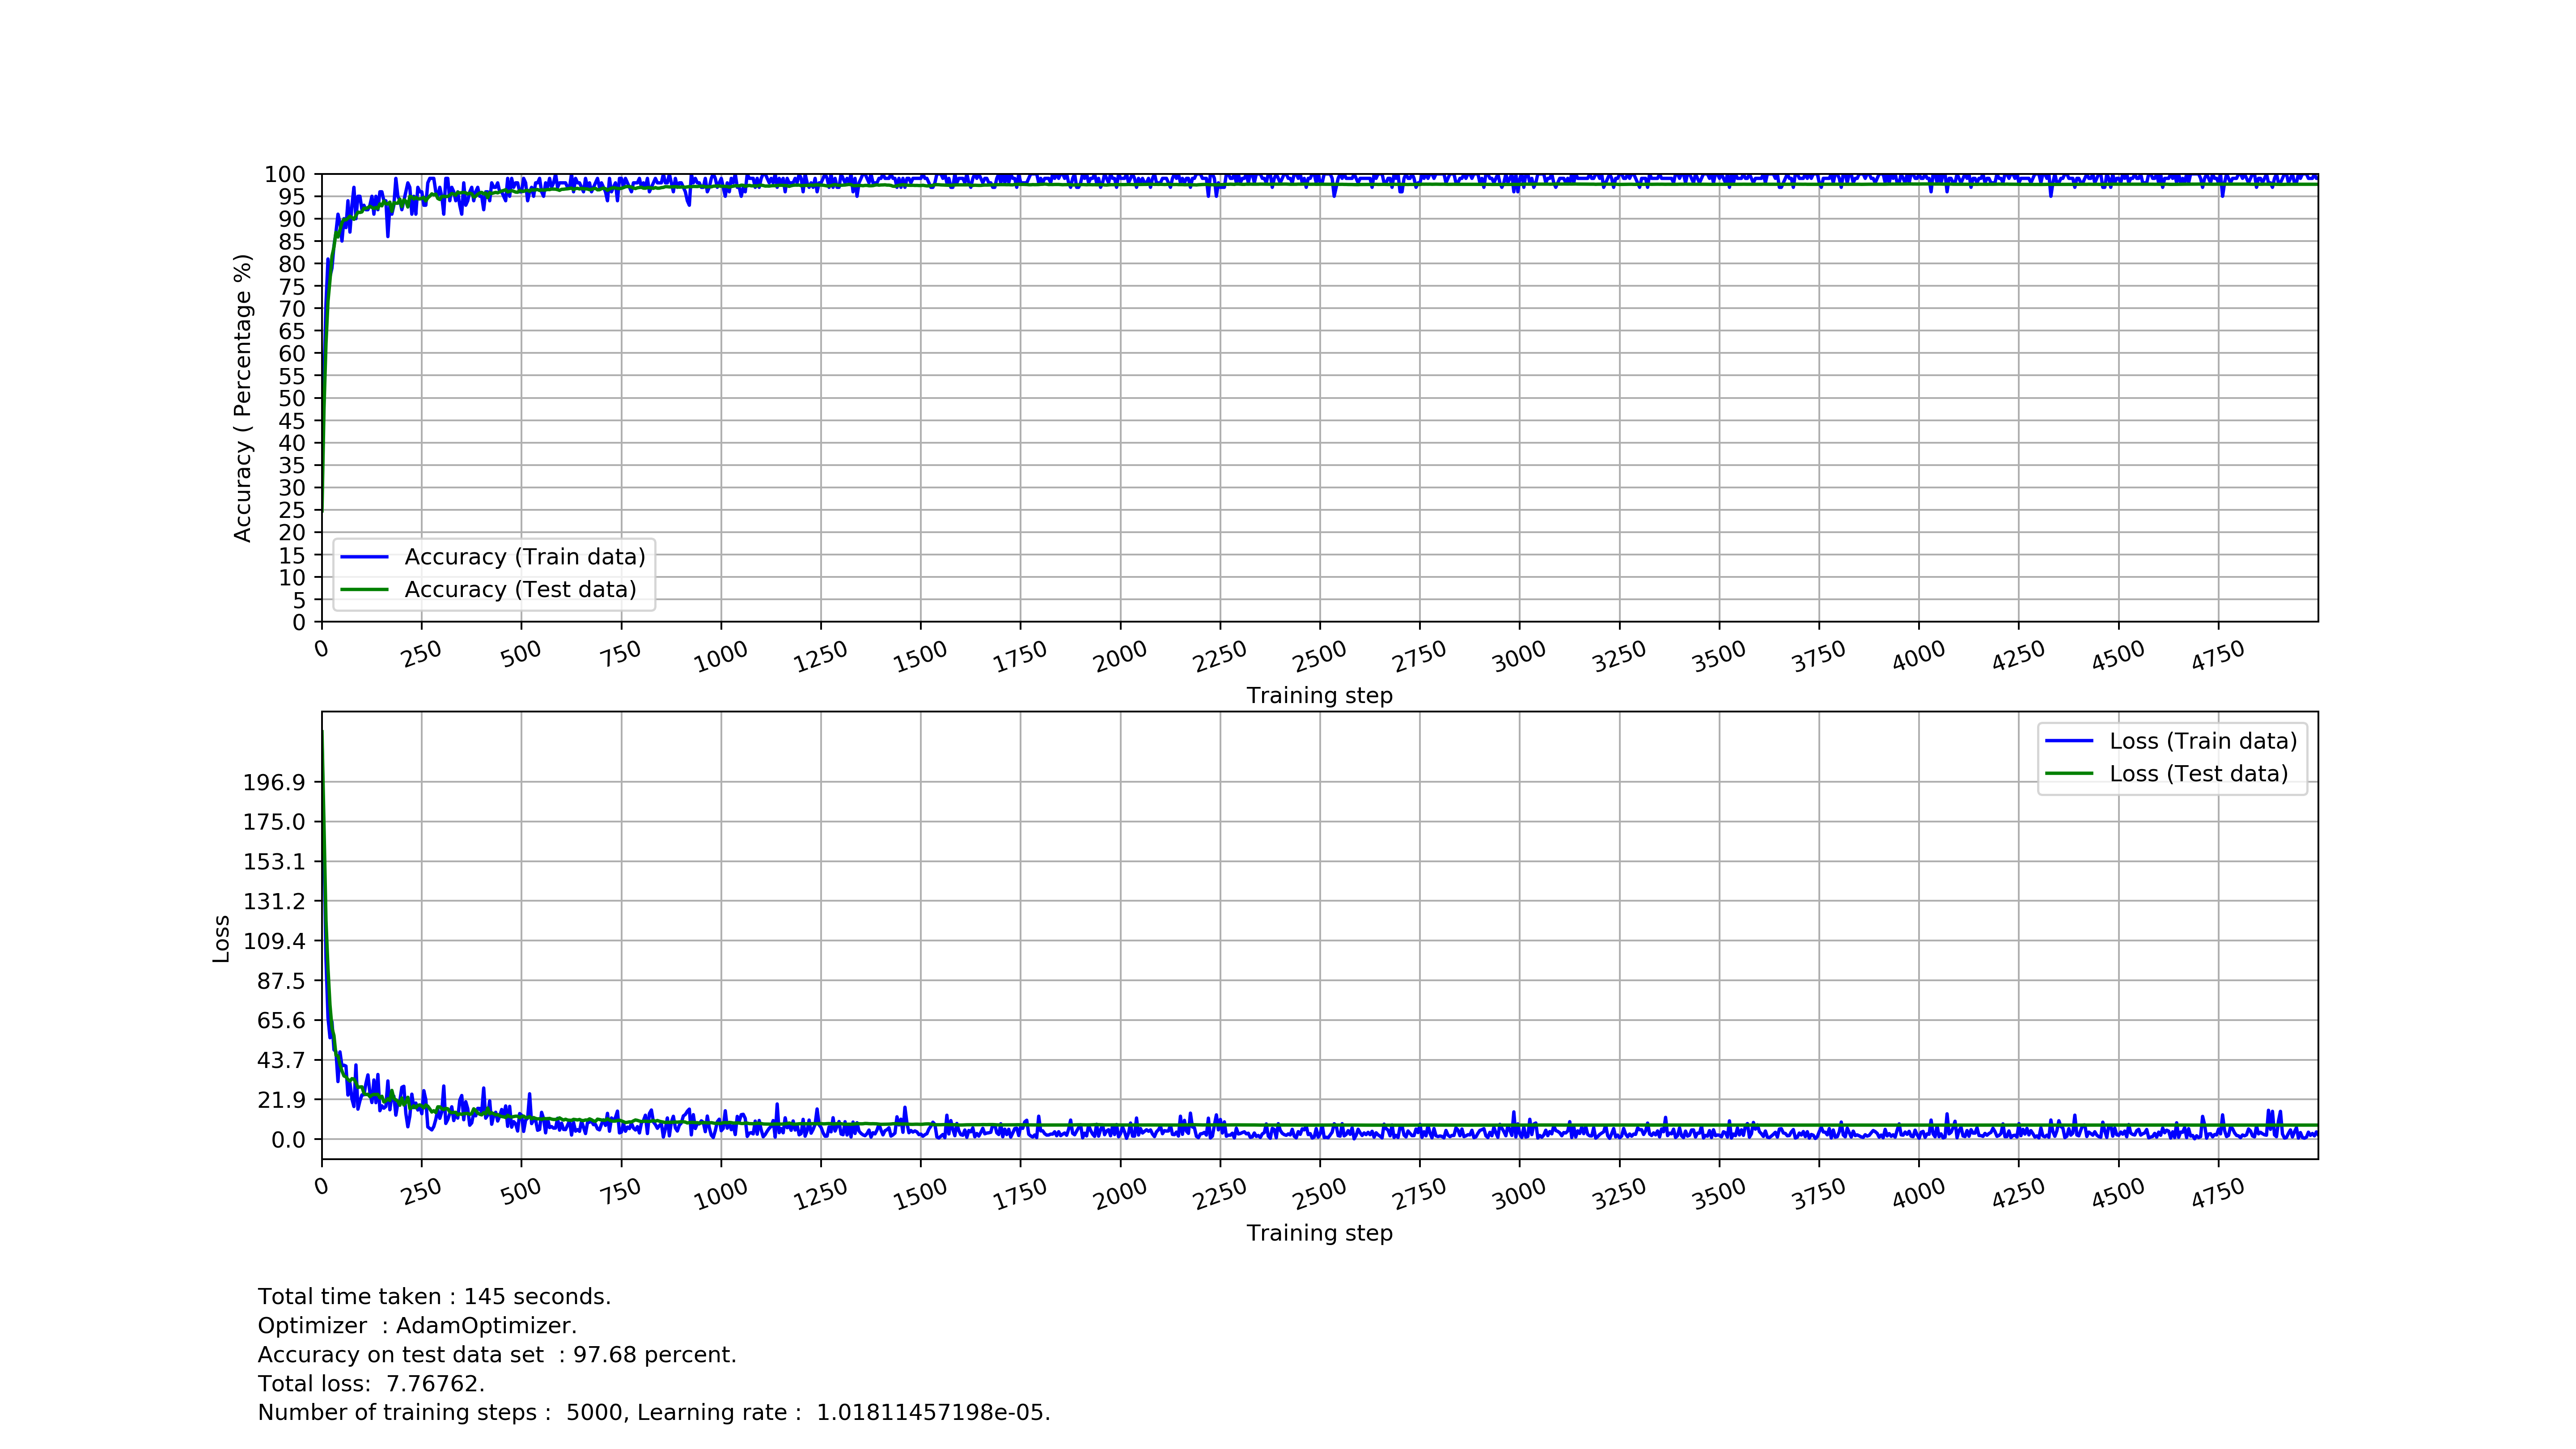 100
95
90
85
80
75
70
65
60
55
50
45
40
35
30
25
20
15
10
5
0
Accuracy ( Percentage %)
Accuracy (Train data)
Accuracy (Test data)
0 250 500 750 1000 1250 1500 1750 2000 2250 2500 2750 3000 3250 3500 3750 4000 4250 4500 4750
Training step
196.9
175.0
153.1
131.2
109.4
87.5
65.6
43.7
21.9
0.0
Loss
Loss (Train data)
Loss (Test data)
0 250 500 750 1000 1250 1500 1750 2000 2250 2500 2750 3000 3250 3500 3750 4000 4250 4500 4750
Training step
Total time taken : 145 seconds.
Optimizer  : AdamOptimizer.
Accuracy on test data set  : 97.68 percent.
Total loss:  7.76762.
Number of training steps :  5000, Learning rate :  1.01811457198e-05.